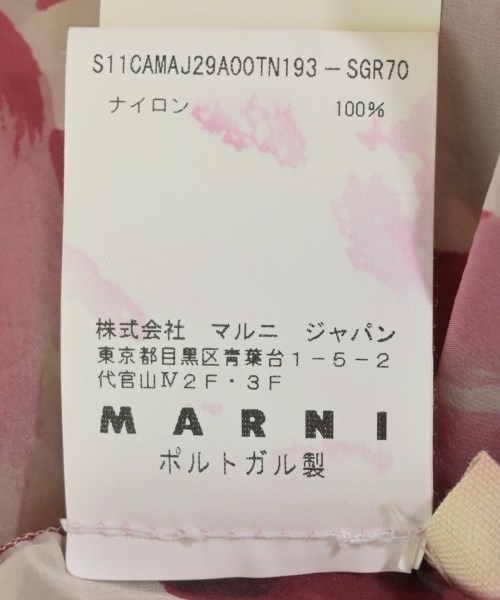 S11CAMAJ29A00TN193-SGR70
ナイロン 100%
株式会社 マルニ ジャパン
東京都目黒区青葉台1-5-2
代官山Ⅳ2F・3F
MARNI
ポルトガル製